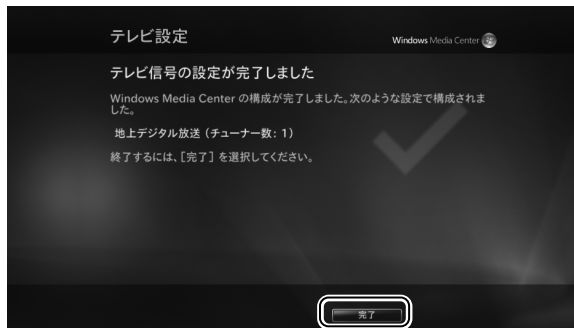 テレビ設定
Windows Media Center
テレビ信号の設定が完了しました
Windows Media Center の構成が完了しました。次のような設定で構成されま
した。
地上デジタル放送（チューナー数：1）
終了するには、［完了］を選択してください。
完了